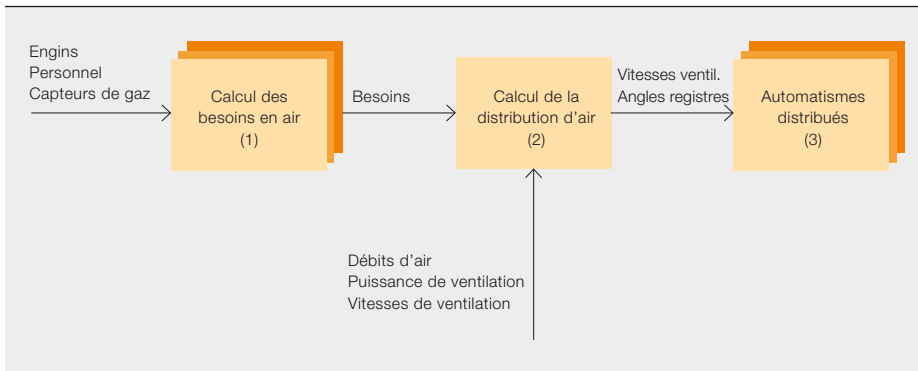 Engins
Personnel
Capteurs de gaz
Calcul des
besoins en air
(1)
Besoins
Calcul de la
distribution d'air
(2)
Vitesses ventil.
Angles registres
Automatismes
distribués
(3)
Débits d'air
Puissance de ventilation
Vitesses de ventilation